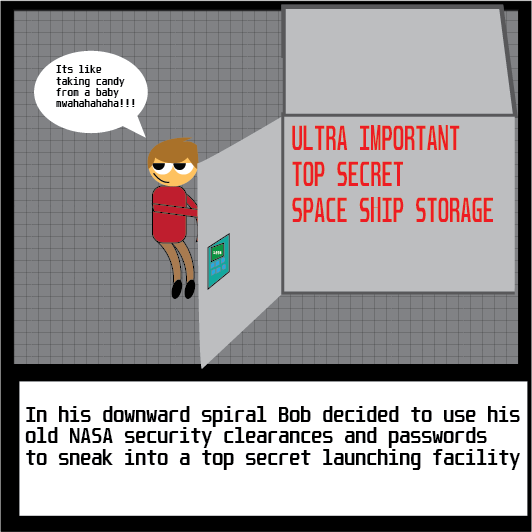 Its like
taking candy
from a baby
mwahahahaha!!!
ULTRA IMPORTANT
TOP SECRET
SPACE SHIP STORAGE
In his downward spiral Bob decided to use his
old NASA security clearances and passwords
to sneak into a top secret launching facility